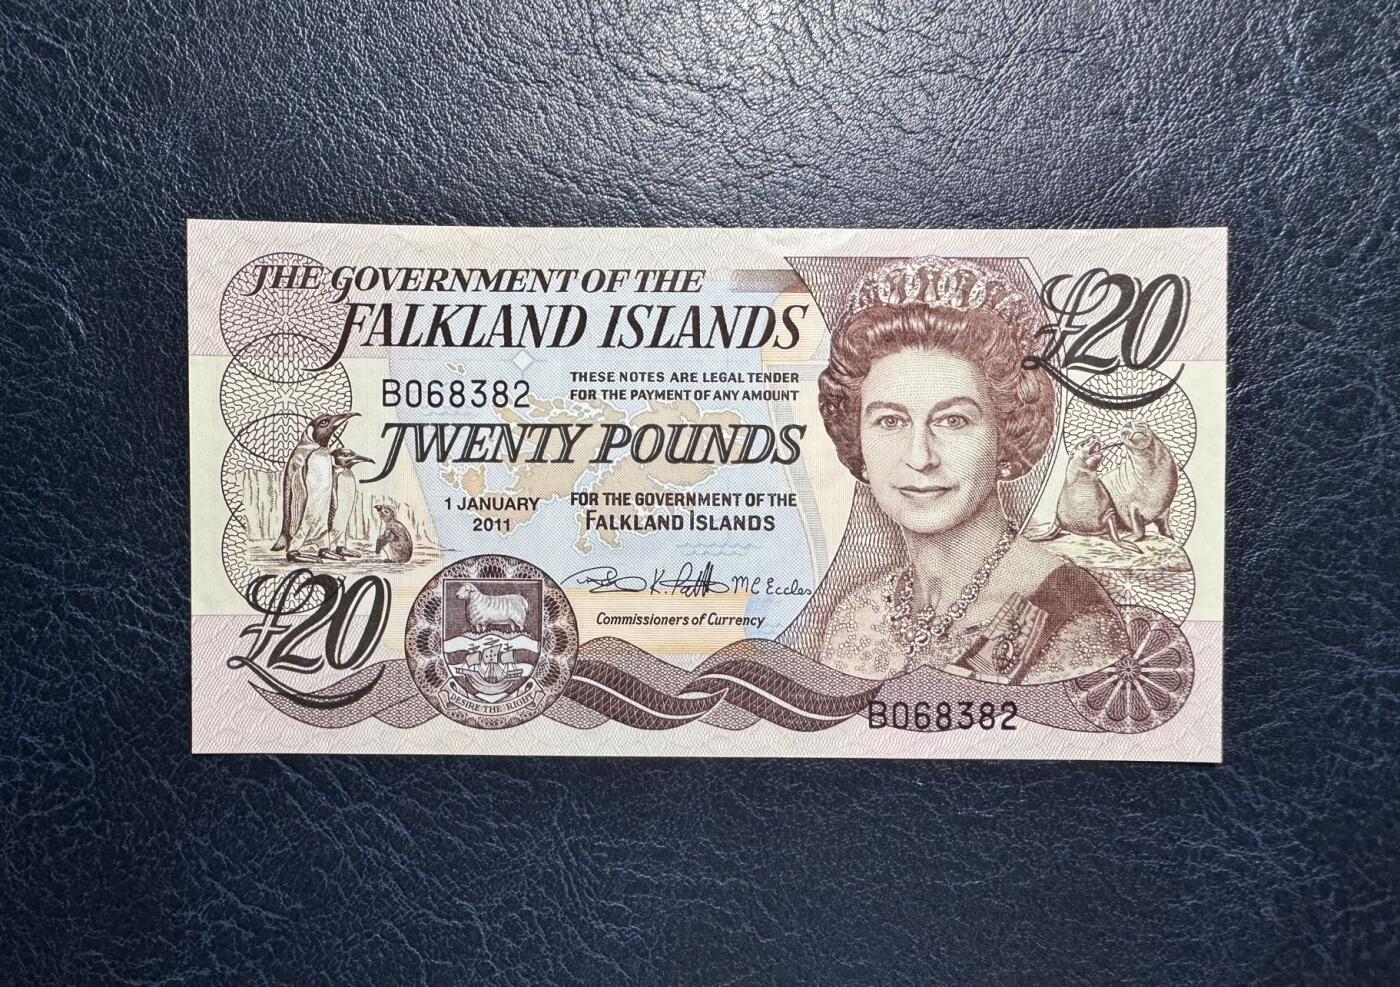 THE GOVERNMENT OF THE
FALKLAND ISLANDS
£20
B068382
THESE NOTES ARE LEGAL TENDER
FOR THE PAYMENT OF ANY AMOUNT
TWENTY POUNDS
1 JANUARY
2011
FOR THE GOVERNMENT OF THE
FALKLAND ISLANDS
M C Eccles
Commissioners of Currency
£20
DESIRE THE RIGHT
B068382